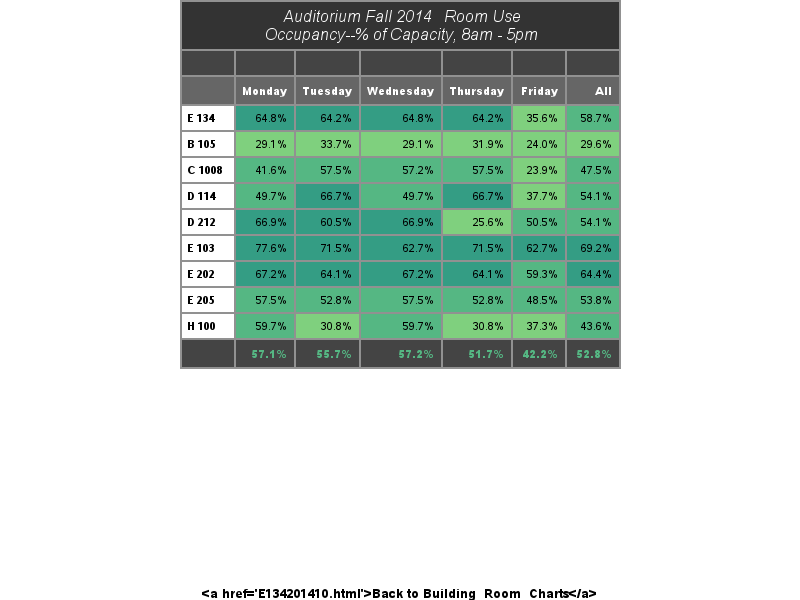 Auditorium Fall 2014 Room Use
Occupancy--% of Capacity, 8am - 5pm
Monday Tuesday Wednesday Thursday Friday All
E 134 64.8% 64.2% 64.8% 64.2% 35.6% 58.7%
B 105 29.1% 33.7% 29.1% 31.9% 24.0% 29.6%
C 1008 41.6% 57.5% 57.2% 57.5% 23.9% 47.5%
D 114 49.7% 66.7% 49.7% 66.7% 37.7% 54.1%
D 212 66.9% 60.5% 66.9% 25.6% 50.5% 54.1%
E 103 77.6% 71.5% 62.7% 71.5% 62.7% 69.2%
E 202 67.2% 64.1% 67.2% 64.1% 59.3% 64.4%
E 205 57.5% 52.8% 57.5% 52.8% 48.5% 53.8%
H 100 59.7% 30.8% 59.7% 30.8% 37.3% 43.6%
57.1% 55.7% 57.2% 51.7% 42.2% 52.8%
<a href='E134201410.html'>Back to Building_Room_Charts</a>